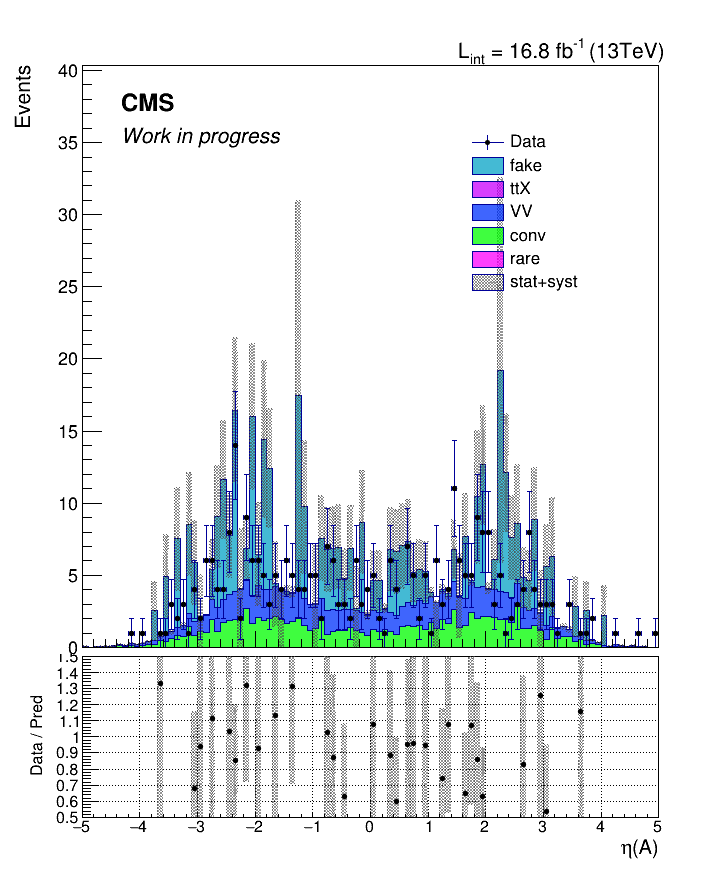 L_int = 16.8 fb^-1 (13TeV)
Events
CMS
Work in progress
Data
fake
ttX
VV
conv
rare
stat+syst
40
35
30
25
20
15
10
5
0
Data / Pred
1.5
1.4
1.3
1.2
1.1
1
0.9
0.8
0.7
0.6
0.5
−5 −4 −3 −2 −1 0 1 2 3 4 5
η(A)